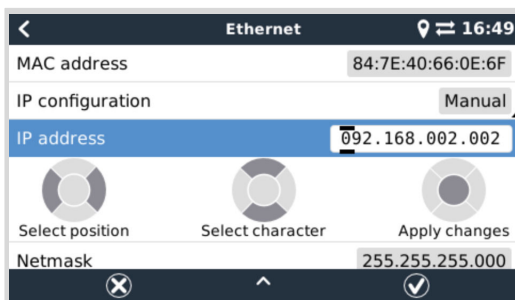 Ethernet 16:49
MAC address 84:7E:40:66:0E:6F
IP configuration Manual
IP address 092.168.002.002
Select position Select character Apply changes
Netmask 255.255.255.000